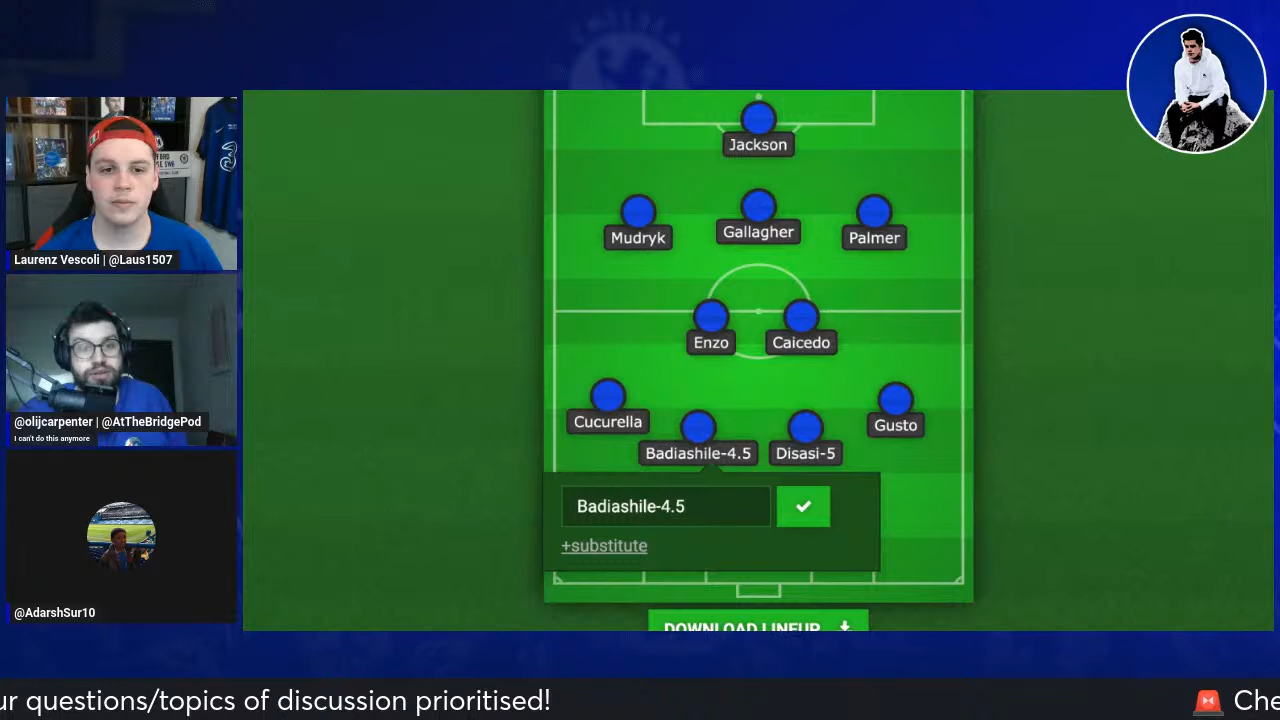 CHELSEA
Laurenz Vescoli | @Laus1507
@olijcarpenter | @AtTheBridgePod
I can't do this anymore
@AdarshSur10
Jackson
Mudryk
Gallagher
Palmer
Enzo
Caicedo
Cucurella
Gusto
Badiashile-4.5
Disasi-5
Badiashile-4.5
+substitute
DOWNLOAD LINEUP
ur questions/topics of discussion prioritised!
🚨 Che